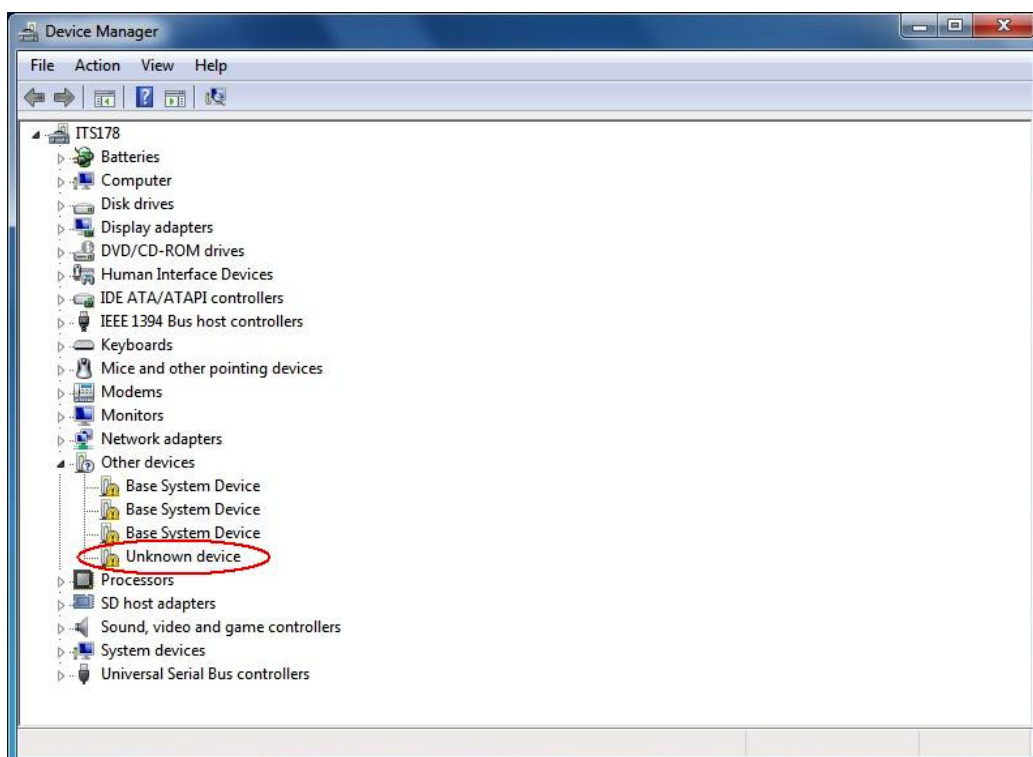 Device Manager
File Action View Help
ITS178
Batteries
Computer
Disk drives
Display adapters
DVD/CD-ROM drives
Human Interface Devices
IDE ATA/ATAPI controllers
IEEE 1394 Bus host controllers
Keyboards
Mice and other pointing devices
Modems
Monitors
Network adapters
Other devices
Base System Device
Base System Device
Base System Device
Unknown device
Processors
SD host adapters
Sound, video and game controllers
System devices
Universal Serial Bus controllers